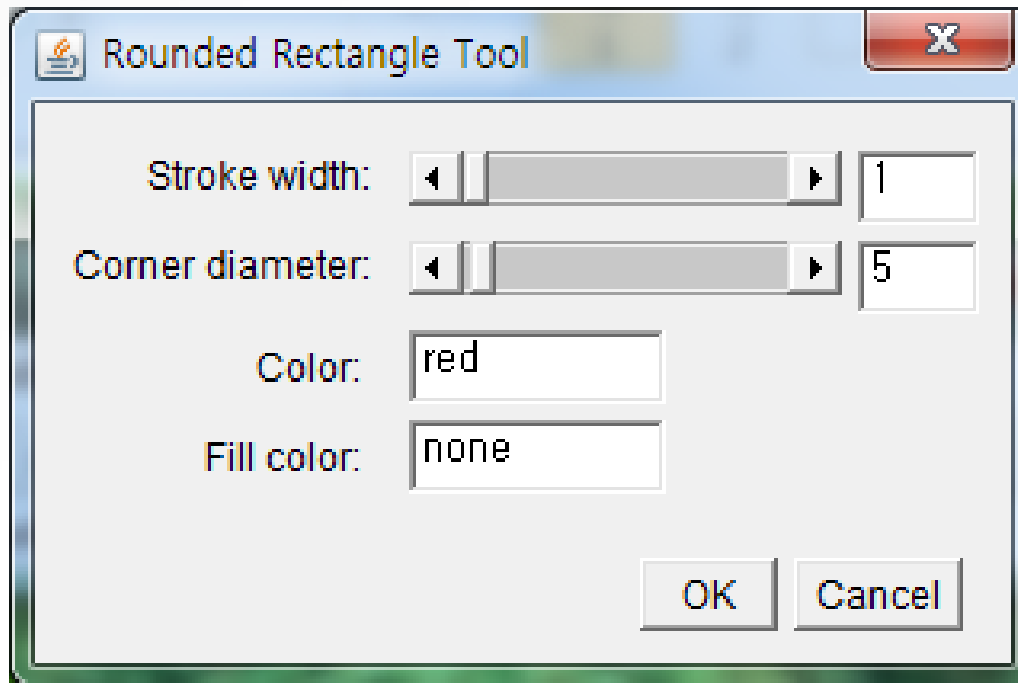 Rounded Rectangle Tool
Stroke width: 1
Corner diameter: 5
Color: red
Fill color: none
OK Cancel